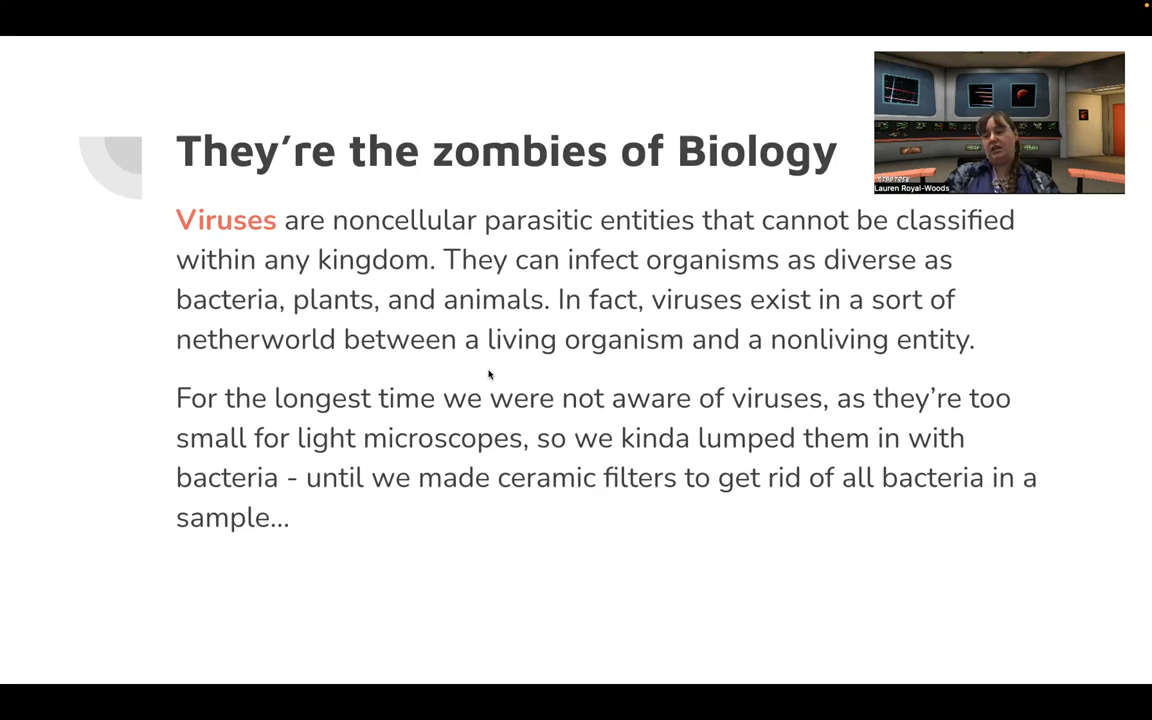 They’re the zombies of Biology
Viruses are noncellular parasitic entities that cannot be classified
within any kingdom. They can infect organisms as diverse as
bacteria, plants, and animals. In fact, viruses exist in a sort of
netherworld between a living organism and a nonliving entity.
For the longest time we were not aware of viruses, as they’re too
small for light microscopes, so we kinda lumped them in with
bacteria - until we made ceramic filters to get rid of all bacteria in a
sample...
STAR TREK
Lauren Royal-Woods